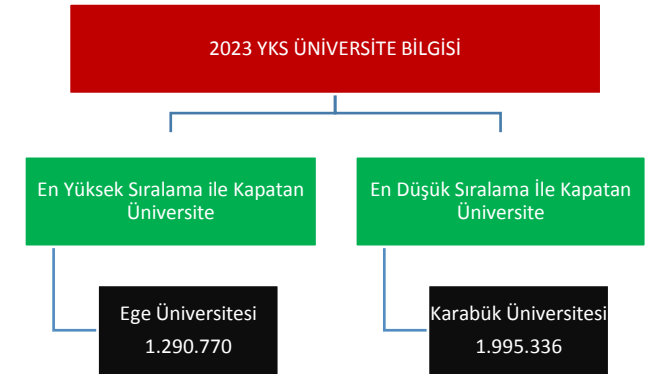 2023 YKS ÜNİVERSİTE BİLGİSİ
En Yüksek Sıralama ile Kapatan
Üniversite
En Düşük Sıralama İle Kapatan
Üniversite
Ege Üniversitesi
1.290.770
Karabük Üniversitesi
1.995.336